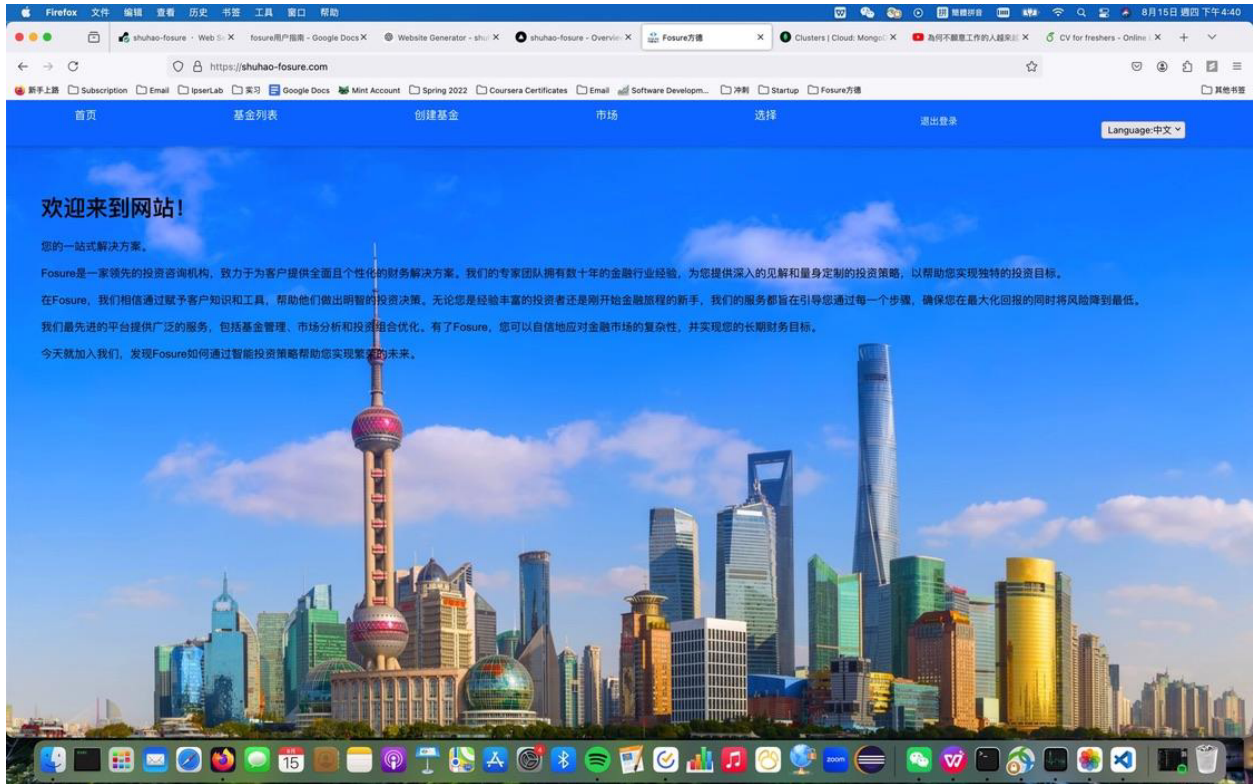 Firefox 文件 编辑 查看 历史 书签 工具 窗口 帮助 8月15日 週四 下午4:40
shuhao-fosure · Web S fosure用户指南 - Google Docs Website Generator - shu shuhao-fosure - Overview Fosure方德 Clusters | Cloud: Mongo 為何不願意工作的人越來 CV for freshers - Online
https://shuhao-fosure.com
新手上路 Subscription Email IpserLab 实习 Google Docs Mint Account Spring 2022 Coursera Certificates Email Software Developm... 冲刺 Startup Fosure方德 其他书签
首页 基金列表 创建基金 市场 选择 退出登录 Language:中文
欢迎来到网站!
您的一站式解决方案。
Fosure是一家领先的投资咨询机构，致力于为客户提供全面且个性化的财务解决方案。我们的专家团队拥有数十年的金融行业经验，为您提供深入的见解和量身定制的投资策略，以帮助您实现独特的投资目标。
在Fosure，我们相信通过赋予客户知识和工具，帮助他们做出明智的投资决策。无论您是经验丰富的投资者还是刚开始金融旅程的新手，我们的服务都旨在引导您通过每一个步骤，确保您在最大化回报的同时将风险降到最低。
我们最先进的平台提供广泛的服务，包括基金管理、市场分析和投资组合优化。有了Fosure，您可以自信地应对金融市场的复杂性，并实现您的长期财务目标。
今天就加入我们，发现Fosure如何通过智能投资策略帮助您实现繁荣的未来。
8月
15
zoom